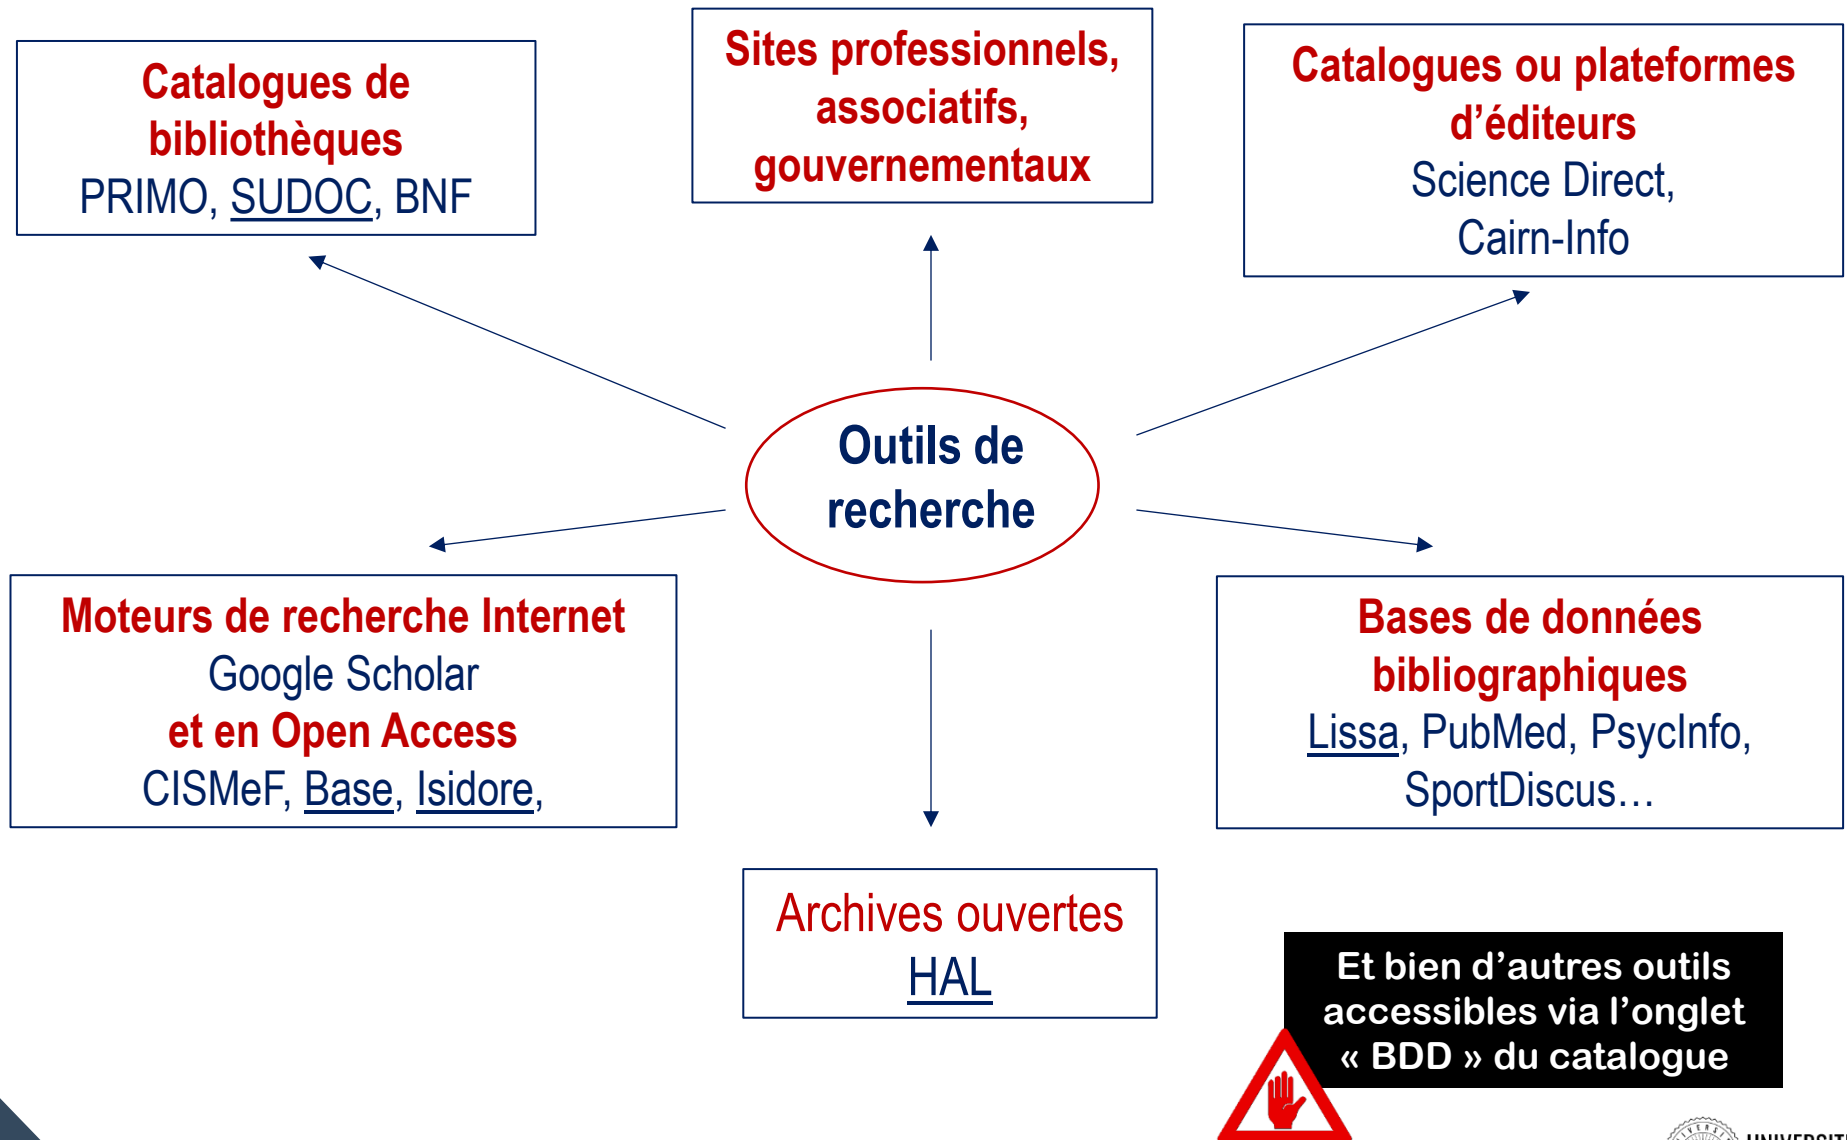 Catalogues de
bibliothèques
PRIMO, SUDOC, BNF
Sites professionnels,
associatifs,
gouvernementaux
Catalogues ou plateformes
d’éditeurs
Science Direct,
Cairn-Info
Outils de
recherche
Moteurs de recherche Internet
Google Scholar
et en Open Access
CISMeF, Base, Isidore,
Bases de données
bibliographiques
Lissa, PubMed, PsycInfo,
SportDiscus…
Archives ouvertes
HAL
Et bien d’autres outils
accessibles via l’onglet
« BDD » du catalogue